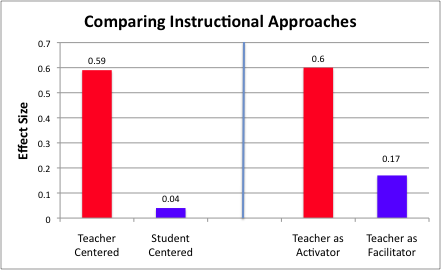 Comparing Instructional Approaches
Effect Size
0.7
0.6
0.5
0.4
0.3
0.2
0.1
0
0.59
0.04
0.6
0.17
Teacher
Centered
Student
Centered
Teacher as
Activator
Teacher as
Facilitator